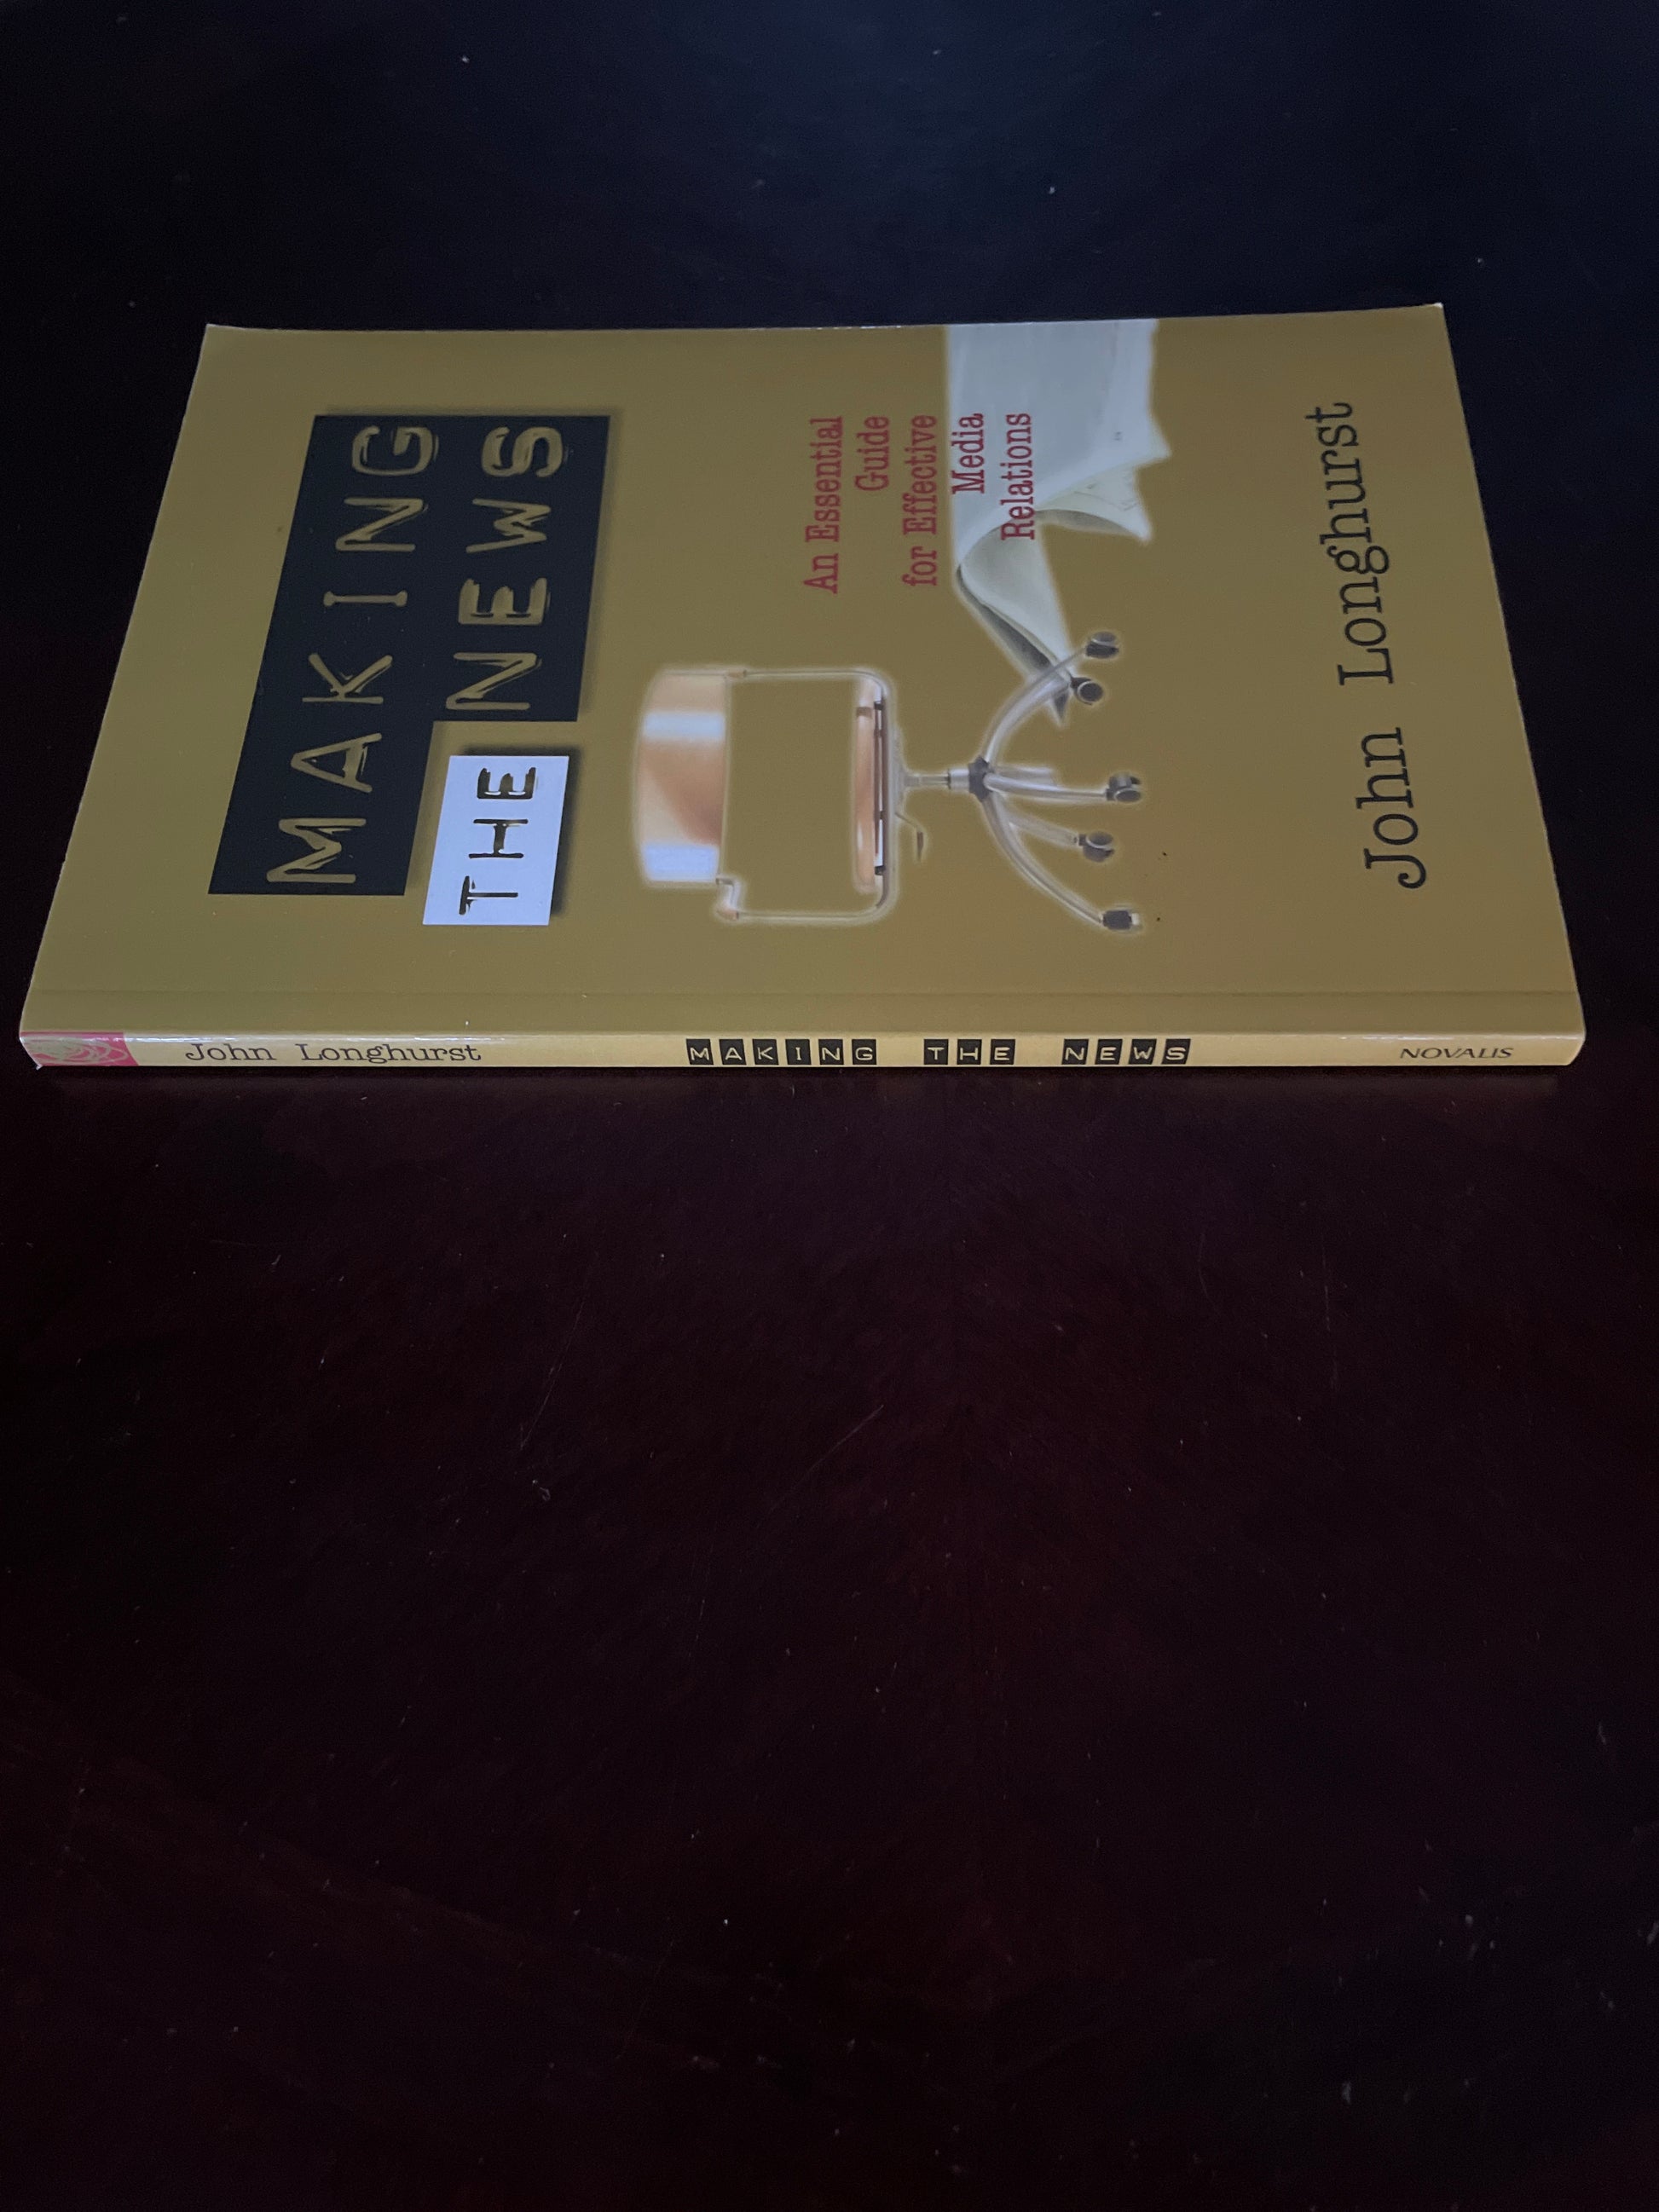 MAKING
THE NEWS
An Essential
Guide
for Effective
Media
Relations
John Longhurst
John Longhurst MAKING THE NEWS NOVALIS